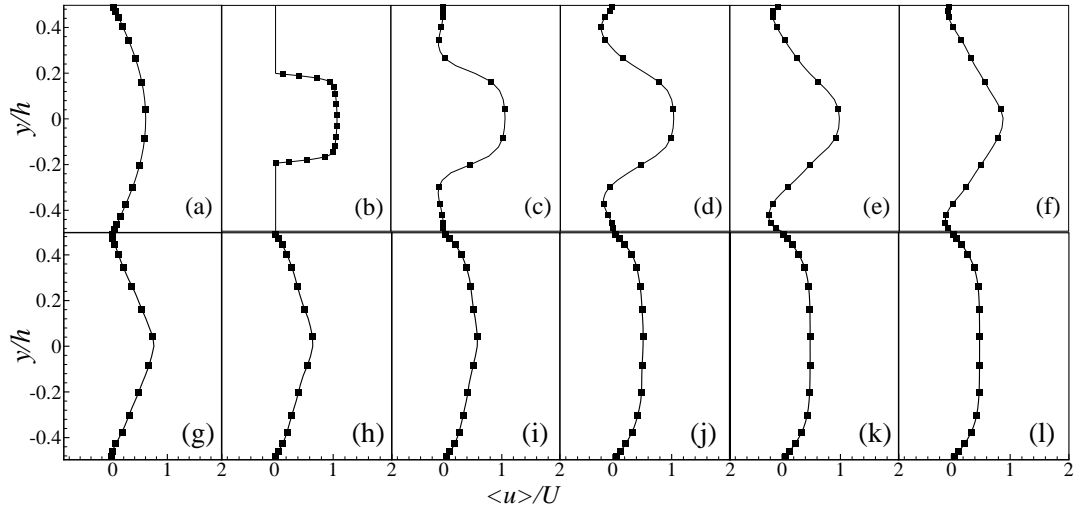 0.4
0.2
0
-0.2
-0.4
y/h
(a)
(b)
(c)
(d)
(e)
(f)
0.4
0.2
0
-0.2
-0.4
y/h
(g)
(h)
(i)
(j)
(k)
(l)
0 1 2 0 1 2 0 1 2 0 1 2 0 1 2 0 1 2
<u>/U